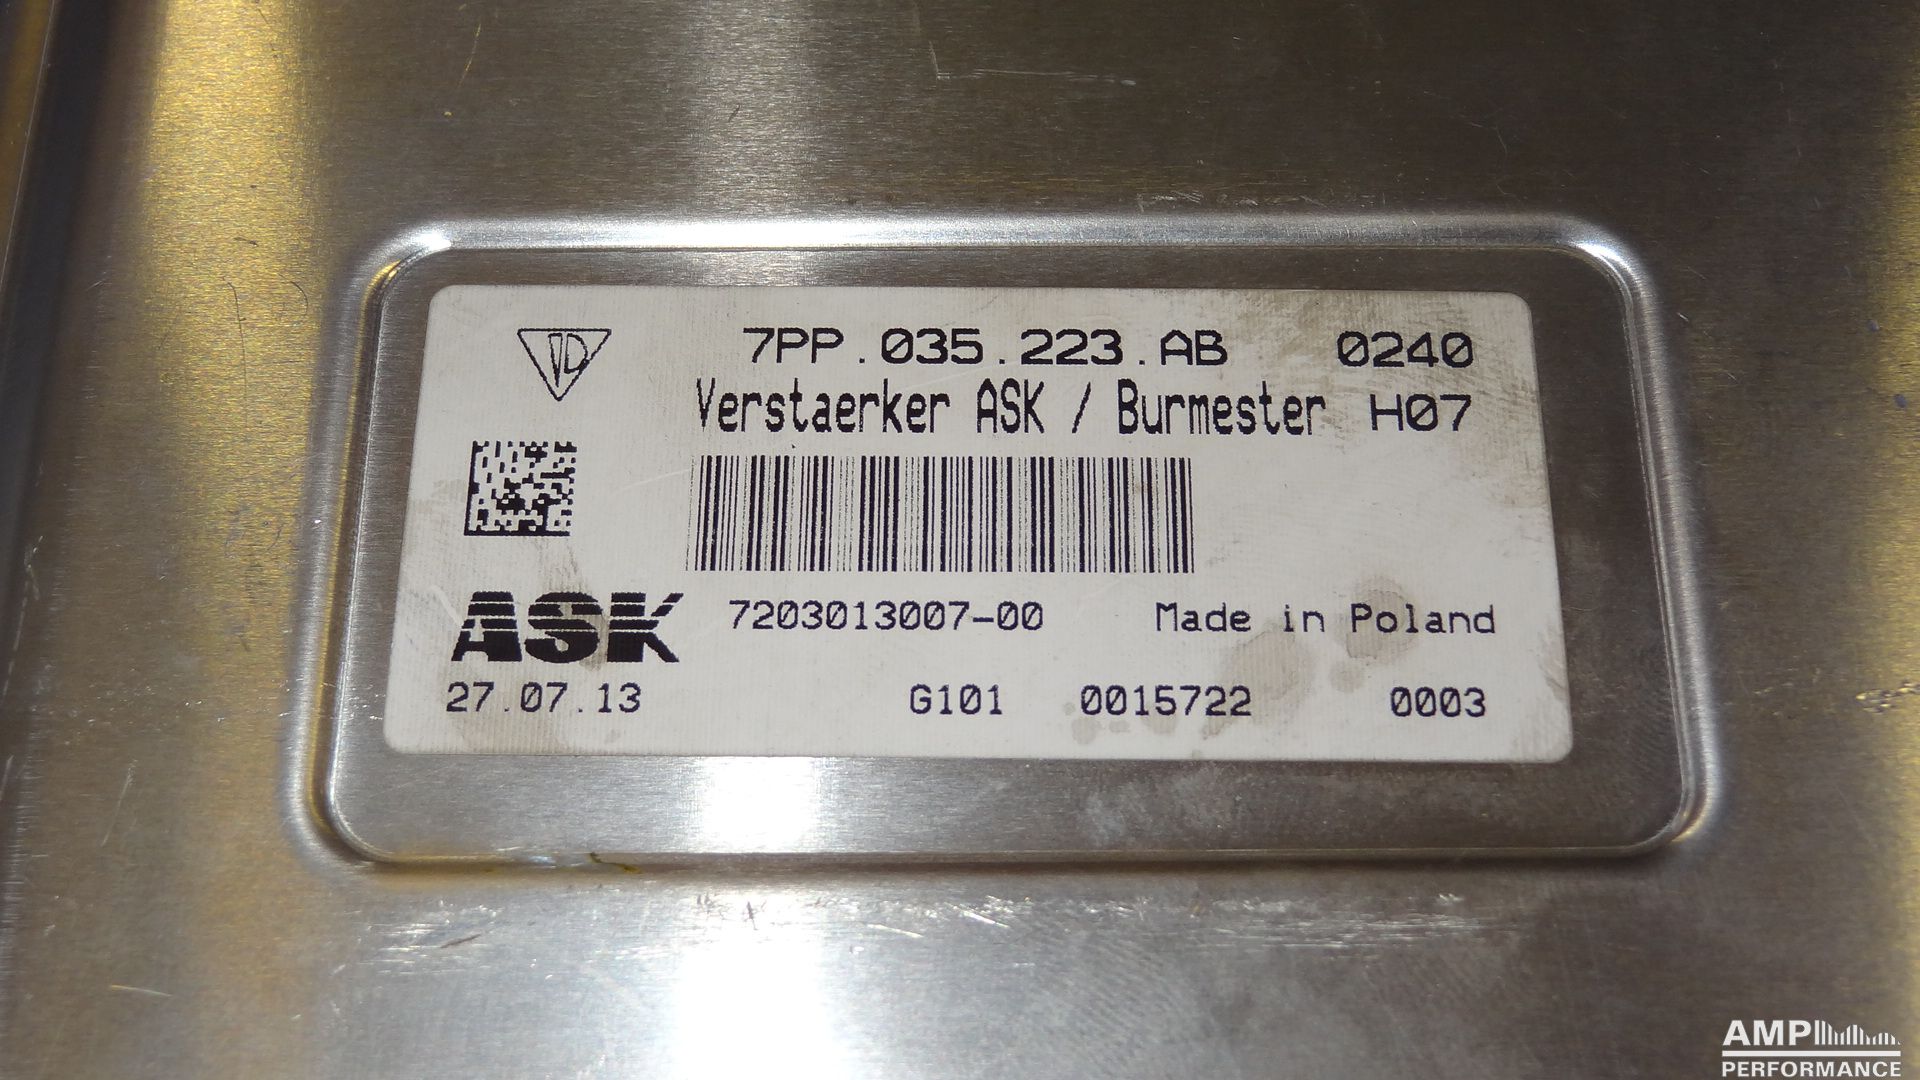 7PP.035.223.AB 0240
Verstaerker ASK / Burmester H07
ASK 7203013007-00 Made in Poland
27.07.13 G101 0015722 0003
AMP
PERFORMANCE